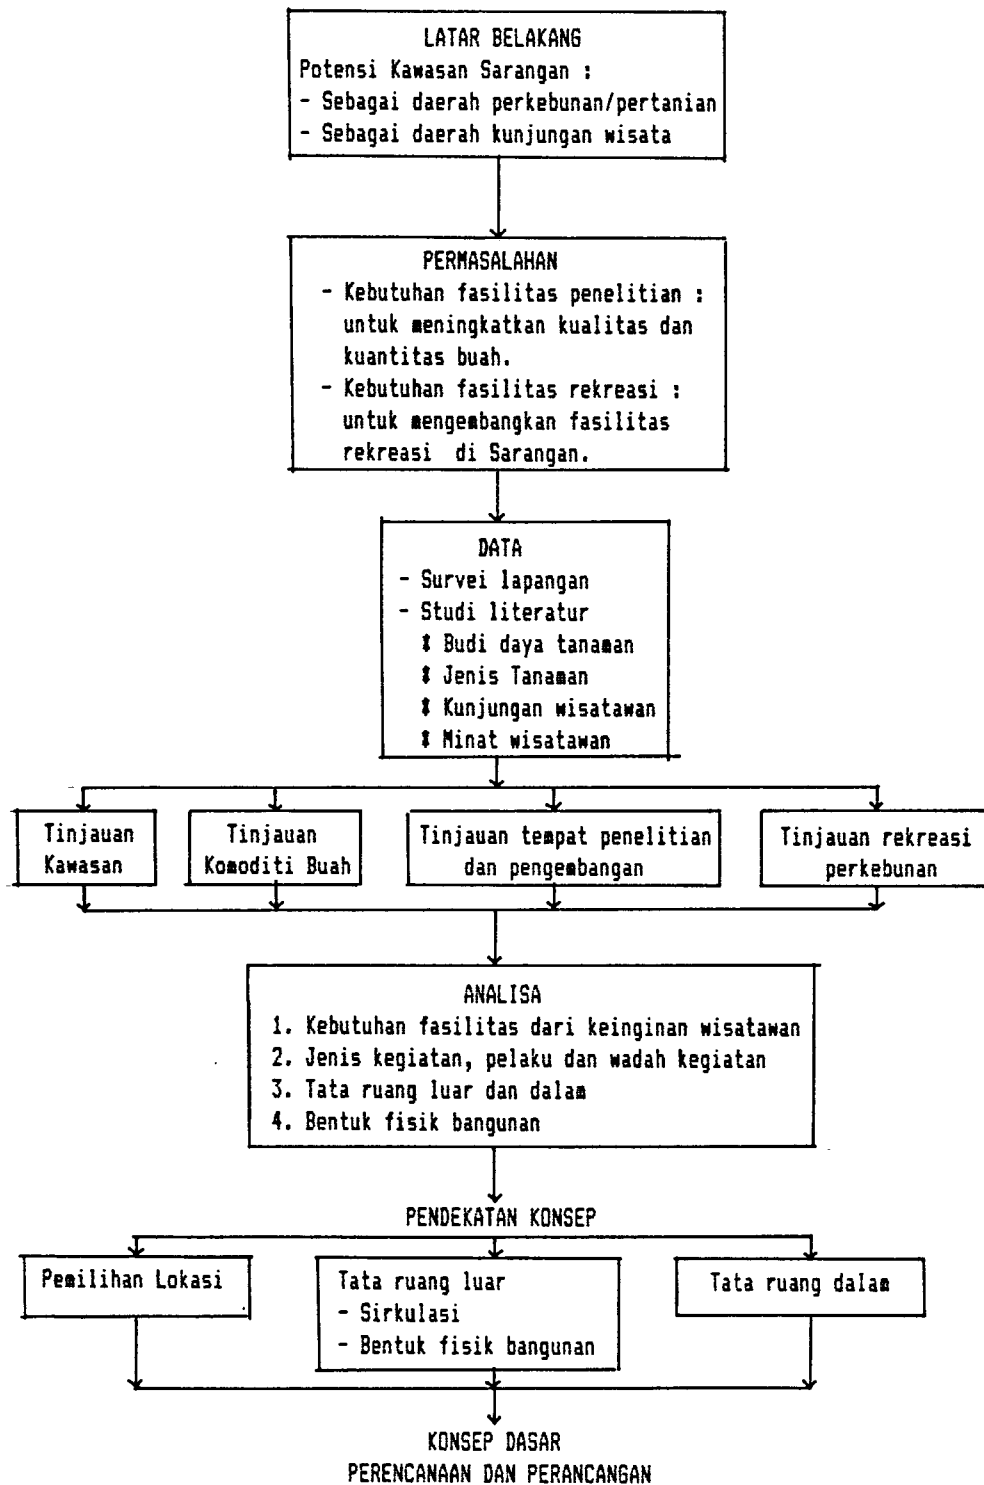 LATAR BELAKANG
Potensi Kawasan Sarangan :
- Sebagai daerah perkebunan/pertanian
- Sebagai daerah kunjungan wisata
PERMASALAHAN
- Kebutuhan fasilitas penelitian :
untuk meningkatkan kualitas dan
kuantitas buah.
- Kebutuhan fasilitas rekreasi :
untuk mengembangkan fasilitas
rekreasi di Sarangan.
DATA
- Survei lapangan
- Studi literatur
* Budi daya tanaman
* Jenis Tanaman
* Kunjungan wisatawan
* Minat wisatawan
Tinjauan
Kawasan
Tinjauan
Komoditi Buah
Tinjauan tempat penelitian
dan pengembangan
Tinjauan rekreasi
perkebunan
ANALISA
1. Kebutuhan fasilitas dari keinginan wisatawan
2. Jenis kegiatan, pelaku dan wadah kegiatan
3. Tata ruang luar dan dalam
4. Bentuk fisik bangunan
PENDEKATAN KONSEP
Pemilihan Lokasi
Tata ruang luar
- Sirkulasi
- Bentuk fisik bangunan
Tata ruang dalam
KONSEP DASAR
PERENCANAAN DAN PERANCANGAN